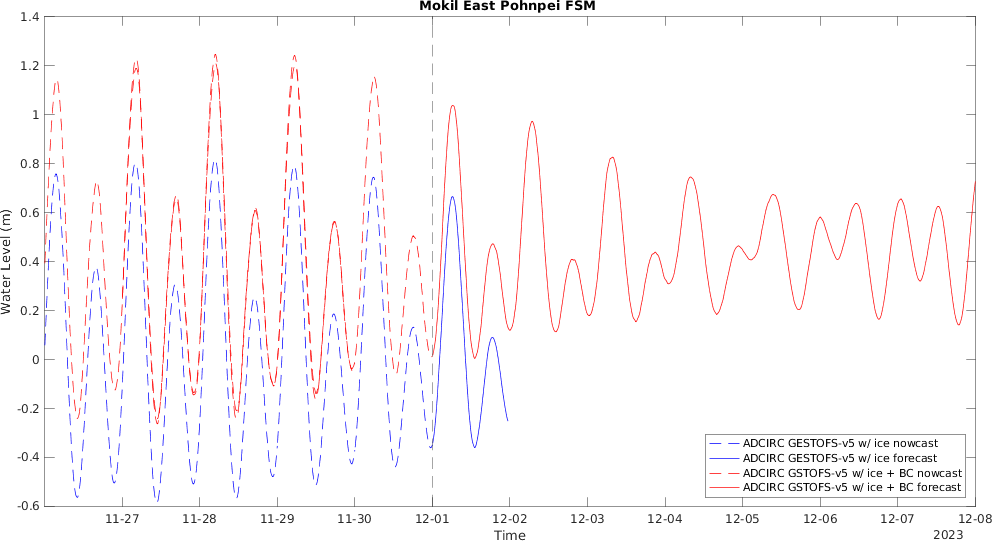 Mokil East Pohnpei FSM
1.4
1.2
1
0.8
0.6
0.4
0.2
0
-0.2
-0.4
-0.6
Water Level (m)
ADCIRC GESTOFS-v5 w/ ice nowcast
ADCIRC GESTOFS-v5 w/ ice forecast
ADCIRC GSTOFS-v5 w/ ice + BC nowcast
ADCIRC GSTOFS-v5 w/ ice + BC forecast
11-27 11-28 11-29 11-30 12-01 12-02 12-03 12-04 12-05 12-06 12-07 12-08
Time
2023